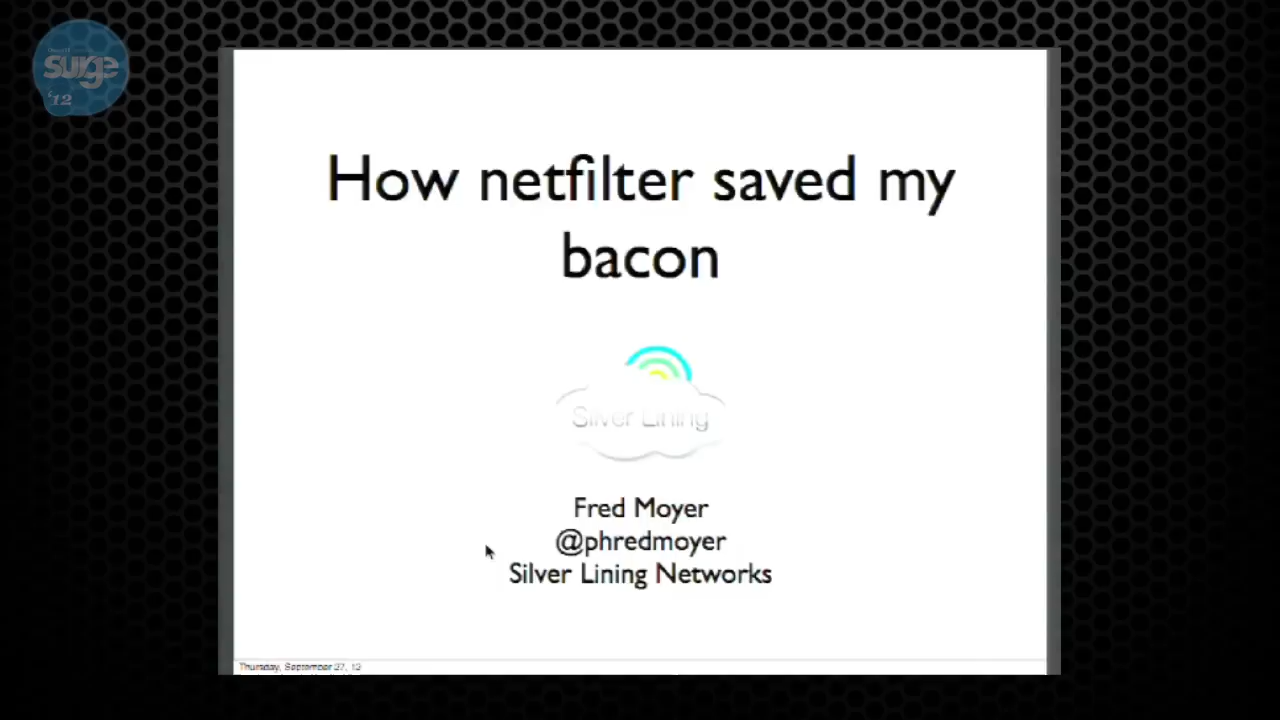 surge
'12
How netfilter saved my
bacon
Silver Lining
Fred Moyer
@phredmoyer
Silver Lining Networks
Thursday, September 27, 12